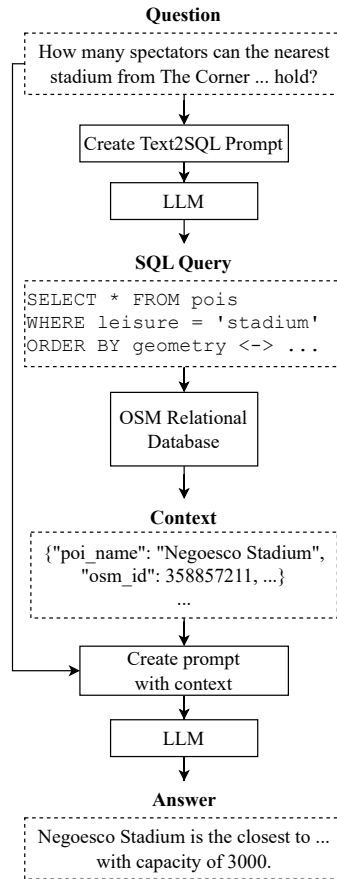 Question
How many spectators can the nearest
stadium from The Corner ... hold?
Create Text2SQL Prompt
LLM
SQL Query
SELECT * FROM pois
WHERE leisure = 'stadium'
ORDER BY geometry <-> ...
OSM Relational
Database
Context
{"poi_name": "Negoesco Stadium",
"osm_id": 358857211, ...}
...
Create prompt
with context
LLM
Answer
Negoesco Stadium is the closest to ...
with capacity of 3000.